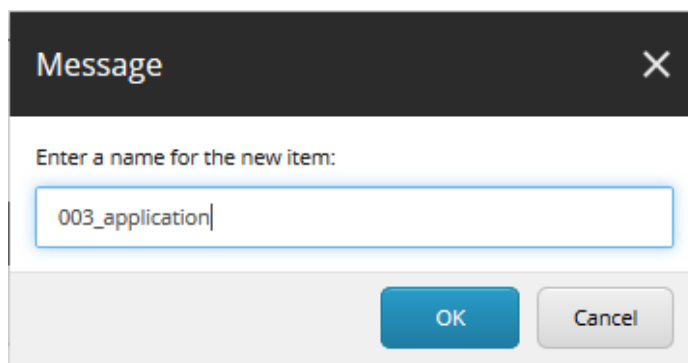 Message
Enter a name for the new item:
003_application
OK
Cancel